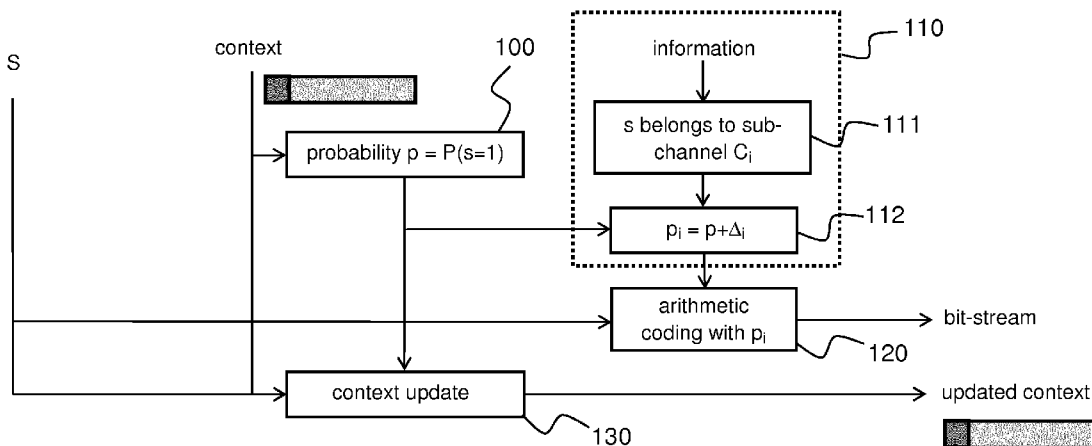 S
context
100
probability p = P(s=1)
information
110
s belongs to sub-
channel Cᵢ
111
pᵢ = p+Δᵢ
112
arithmetic
coding with pᵢ
120
bit-stream
context update
130
updated context